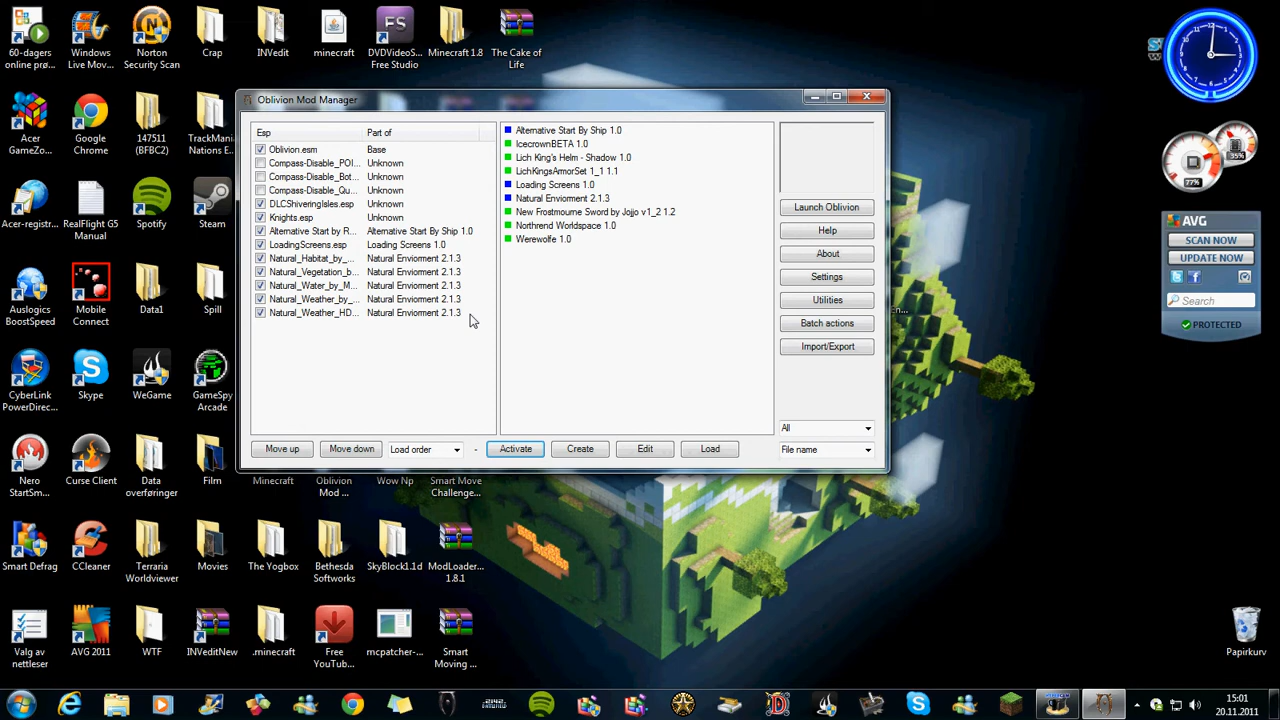 60-dagers
online prø...
Windows
Live Mov...
Norton
Security Scan
Crap
INVedit
minecraft
DVDVideoS...
Free Studio
Minecraft 1.8
The Cake of
Life
Acer
GameZo...
Google
Chrome
147511
(BFBC2)
TrackMani
Nations E...
Acer-registr...
RealFlight G5
Manual
Spotify
Steam
Auslogics
BoostSpeed
Mobile
Connect
Data1
Spill
CyberLink
PowerDirec...
Skype
WeGame
GameSpy
Arcade
Nero
StartSm...
Curse Client
Data
overføringer
Film
Minecraft
Oblivion
Mod ...
Wow Np
Smart Move
Challenge...
Smart Defrag
CCleaner
Terraria
Worldviewer
Movies
The Yogbox
Bethesda
Softworks
SkyBlock1.1d
ModLoader...
1.8.1
Valg av
nettleser
AVG 2011
WTF
INVeditNew
.minecraft
Free
YouTub...
mcpatcher-...
Smart
Moving ...
Oblivion Mod Manager
Esp
Part of
Oblivion.esm
Base
Compass-Disable_POI...
Unknown
Compass-Disable_Bot...
Unknown
Compass-Disable_Qu...
Unknown
DLCShiveringIsles.esp
Unknown
Knights.esp
Unknown
Alternative Start by R...
Alternative Start By Ship 1.0
LoadingScreens.esp
Loading Screens 1.0
Natural_Habitat_by_...
Natural Enviorment 2.1.3
Natural_Vegetation_b...
Natural Enviorment 2.1.3
Natural_Water_by_M...
Natural Enviorment 2.1.3
Natural_Weather_by_...
Natural Enviorment 2.1.3
Natural_Weather_HD...
Natural Enviorment 2.1.3
Alternative Start By Ship 1.0
IcecrownBETA 1.0
Lich King's Helm - Shadow 1.0
LichKingsArmorSet 1_1 1.1
Loading Screens 1.0
Natural Enviorment 2.1.3
New Frostmourne Sword by Jojjo v1_2 1.2
Northrend Worldspace 1.0
Werewolfe 1.0
Launch Oblivion
Help
About
Settings
Utilities
Batch actions
Import/Export
All
File name
Move up
Move down
Load order
-
Activate
Create
Edit
Load
en...
77%
35%
AVG
SCAN NOW
UPDATE NOW
Search
PROTECTED
Papirkurv
15:01
20.11.2011